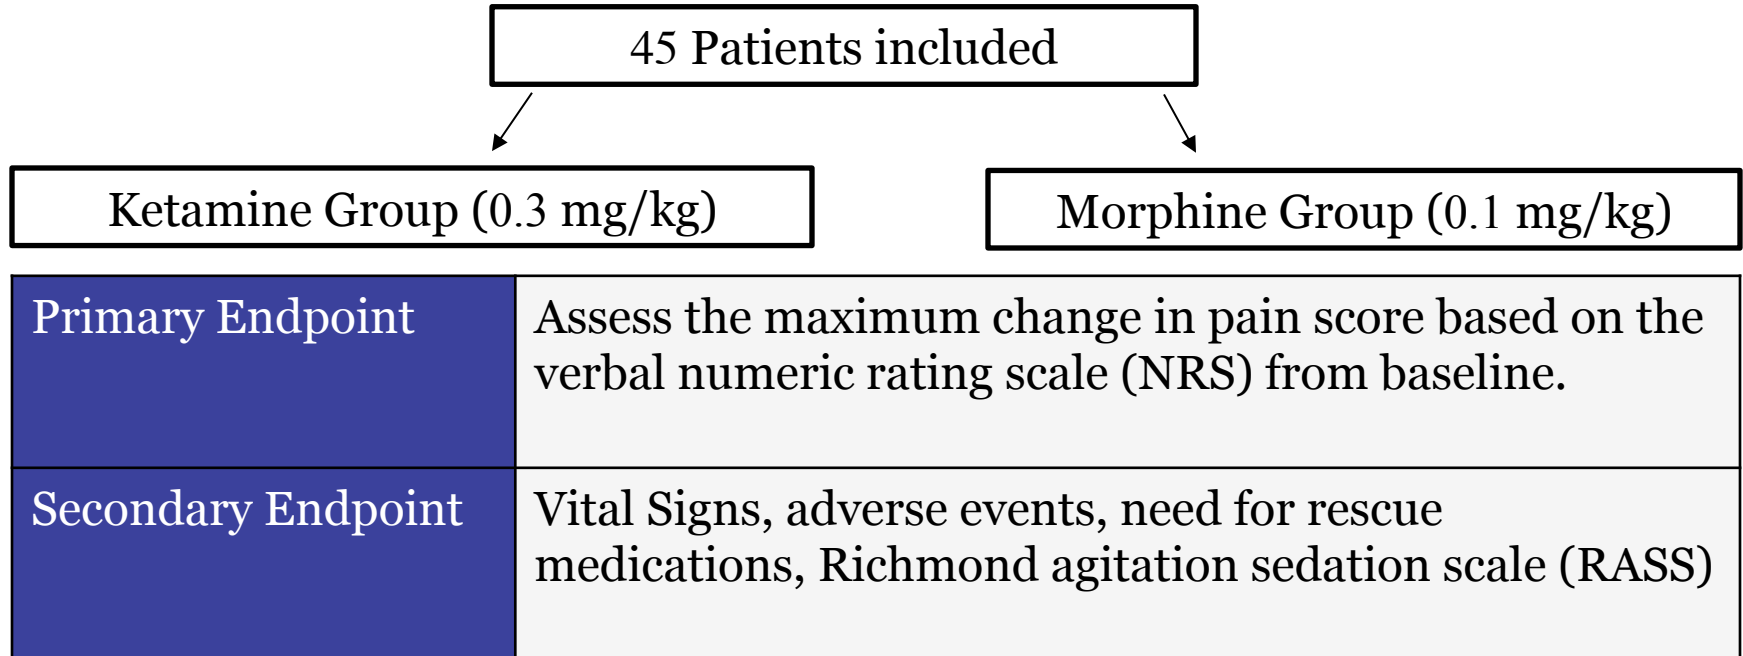 45 Patients included
Ketamine Group (0.3 mg/kg)
Morphine Group (0.1 mg/kg)
Primary Endpoint
Assess the maximum change in pain score based on the
verbal numeric rating scale (NRS) from baseline.
Secondary Endpoint
Vital Signs, adverse events, need for rescue
medications, Richmond agitation sedation scale (RASS)